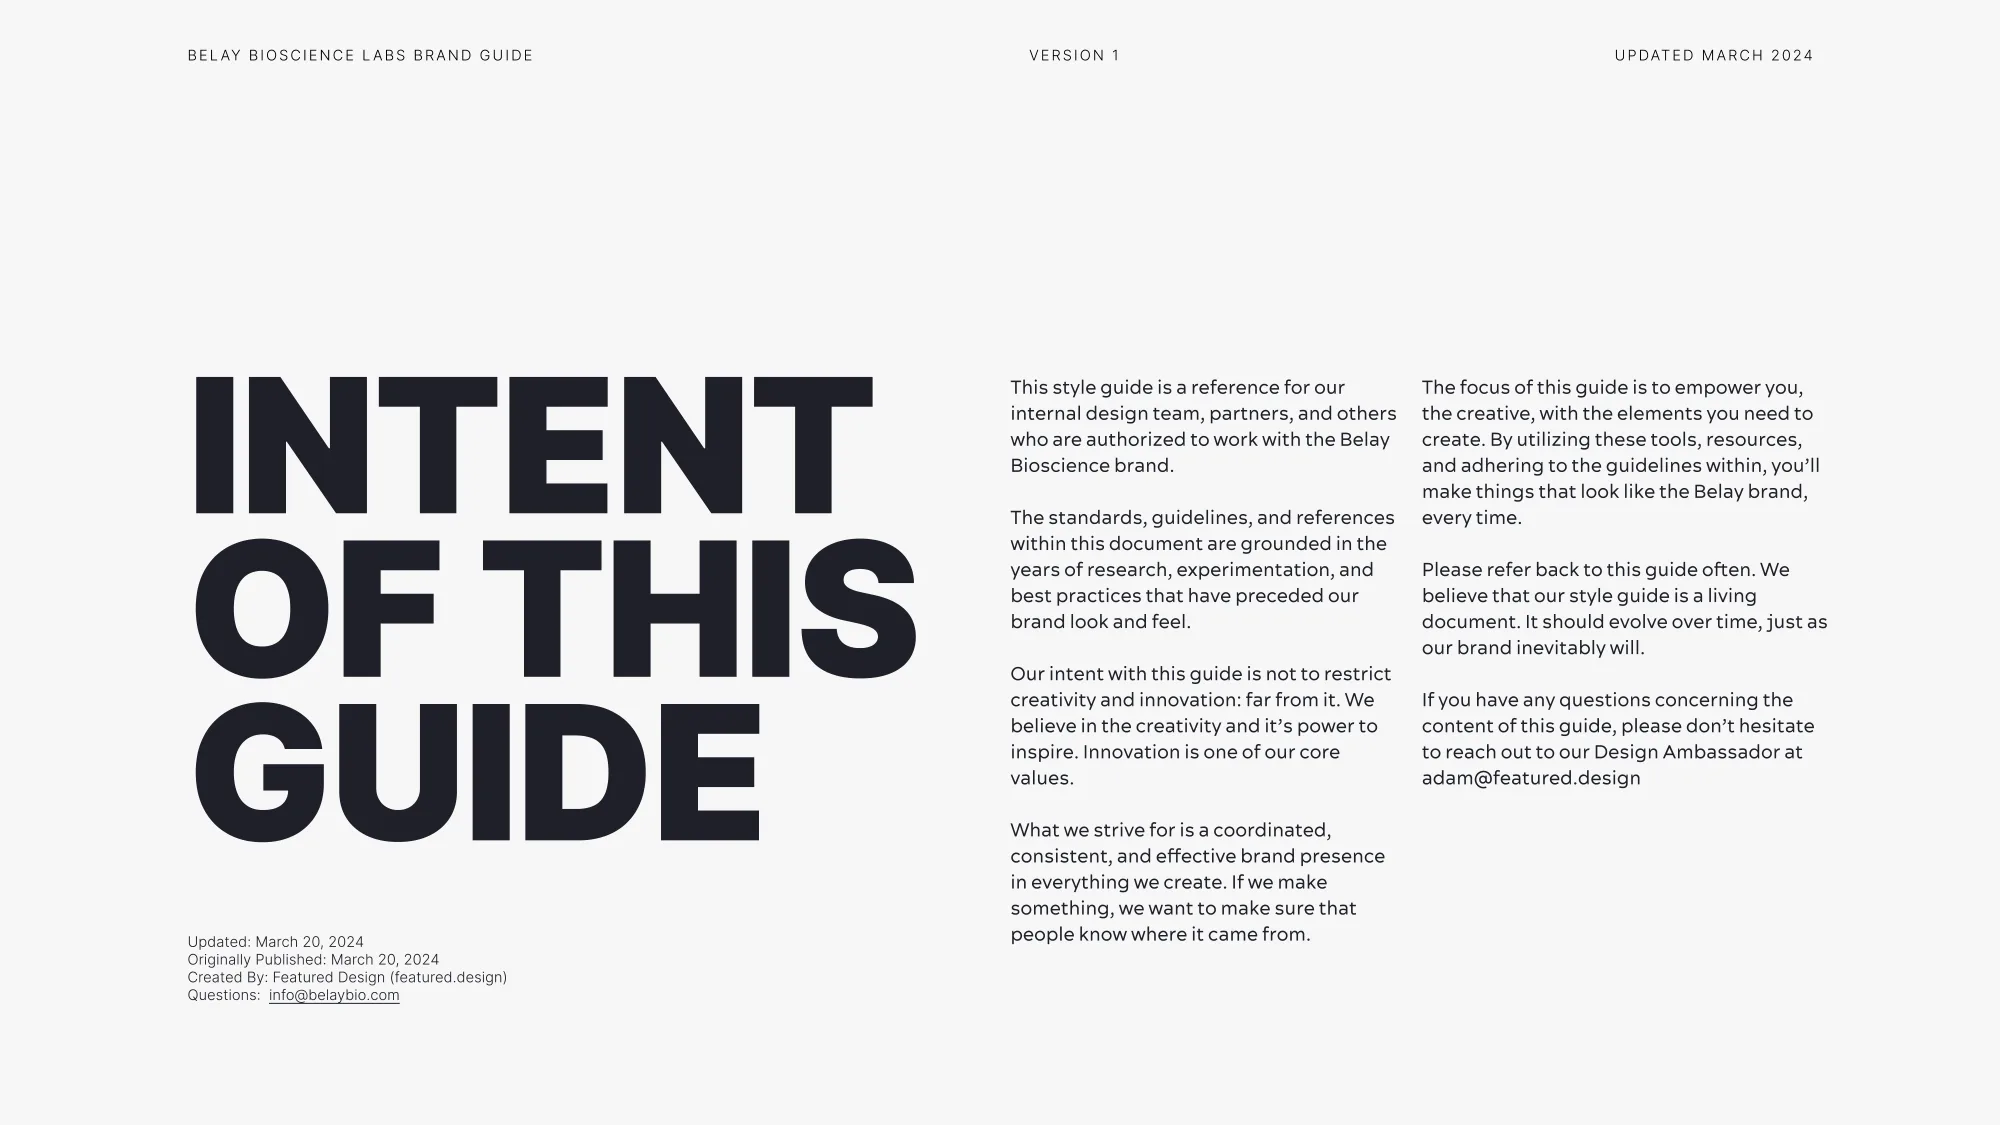 BELAY BIOSCIENCE LABS BRAND GUIDE
VERSION 1
UPDATED MARCH 2024
INTENT
OF THIS
GUIDE
Updated: March 20, 2024
Originally Published: March 20, 2024
Created By: Featured Design (featured.design)
Questions: info@belaybio.com
This style guide is a reference for our
internal design team, partners, and others
who are authorized to work with the Belay
Bioscience brand.
The standards, guidelines, and references
within this document are grounded in the
years of research, experimentation, and
best practices that have preceded our
brand look and feel.
Our intent with this guide is not to restrict
creativity and innovation: far from it. We
believe in the creativity and it’s power to
inspire. Innovation is one of our core
values.
What we strive for is a coordinated,
consistent, and effective brand presence
in everything we create. If we make
something, we want to make sure that
people know where it came from.
The focus of this guide is to empower you,
the creative, with the elements you need to
create. By utilizing these tools, resources,
and adhering to the guidelines within, you’ll
make things that look like the Belay brand,
every time.
Please refer back to this guide often. We
believe that our style guide is a living
document. It should evolve over time, just as
our brand inevitably will.
If you have any questions concerning the
content of this guide, please don’t hesitate
to reach out to our Design Ambassador at
adam@featured.design